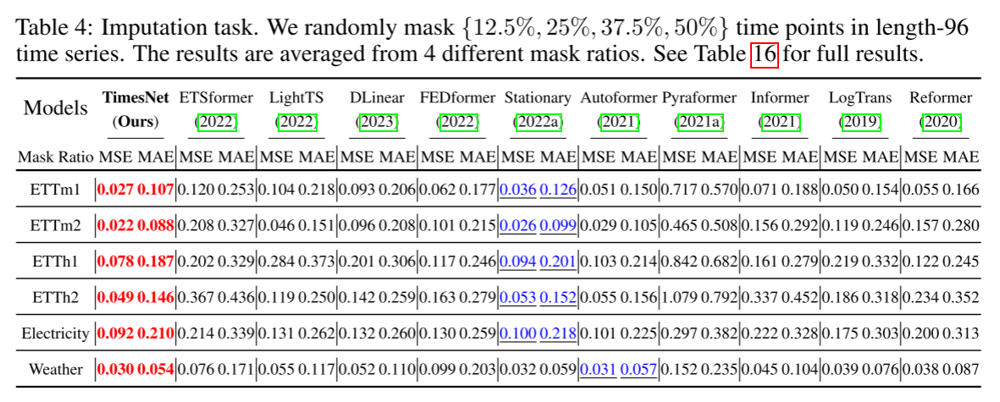 Table 4: Imputation task. We randomly mask {12.5%, 25%, 37.5%, 50%} time points in length-96
time series. The results are averaged from 4 different mask ratios. See Table 16 for full results.
Models TimesNet ETSformer LightTS DLinear FEDformer Stationary Autoformer Pyraformer Informer LogTrans Reformer
(Ours) (2022) (2022) (2023) (2022) (2022a) (2021) (2021a) (2021) (2019) (2020)
Mask Ratio MSE MAE MSE MAE MSE MAE MSE MAE MSE MAE MSE MAE MSE MAE MSE MAE MSE MAE MSE MAE MSE MAE
ETTm1 0.027 0.107 0.120 0.253 0.104 0.218 0.093 0.206 0.062 0.177 0.036 0.126 0.051 0.150 0.717 0.570 0.071 0.188 0.050 0.154 0.055 0.166
ETTm2 0.022 0.088 0.208 0.327 0.046 0.151 0.096 0.208 0.101 0.215 0.026 0.099 0.029 0.105 0.465 0.508 0.156 0.292 0.119 0.246 0.157 0.280
ETTh1 0.078 0.187 0.202 0.329 0.284 0.373 0.201 0.306 0.117 0.246 0.094 0.201 0.103 0.214 0.842 0.682 0.161 0.279 0.219 0.332 0.122 0.245
ETTh2 0.049 0.146 0.367 0.436 0.119 0.250 0.142 0.259 0.163 0.279 0.053 0.152 0.055 0.156 1.079 0.792 0.337 0.452 0.186 0.318 0.234 0.352
Electricity 0.092 0.210 0.214 0.339 0.131 0.262 0.132 0.260 0.130 0.259 0.100 0.218 0.101 0.225 0.297 0.382 0.222 0.328 0.175 0.303 0.200 0.313
Weather 0.030 0.054 0.076 0.171 0.055 0.117 0.052 0.110 0.099 0.203 0.032 0.059 0.031 0.057 0.152 0.235 0.045 0.104 0.039 0.076 0.038 0.087